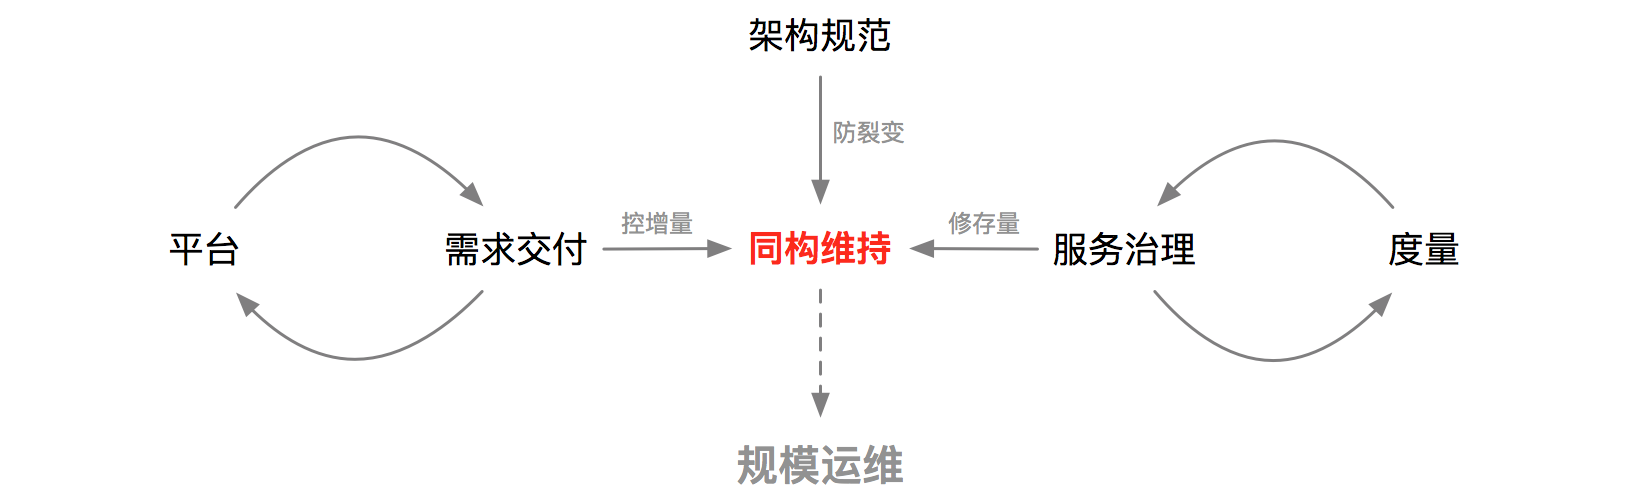 架构规范
防裂变
平台
需求交付
控增量
同构维持
修存量
服务治理
度量
规模运维